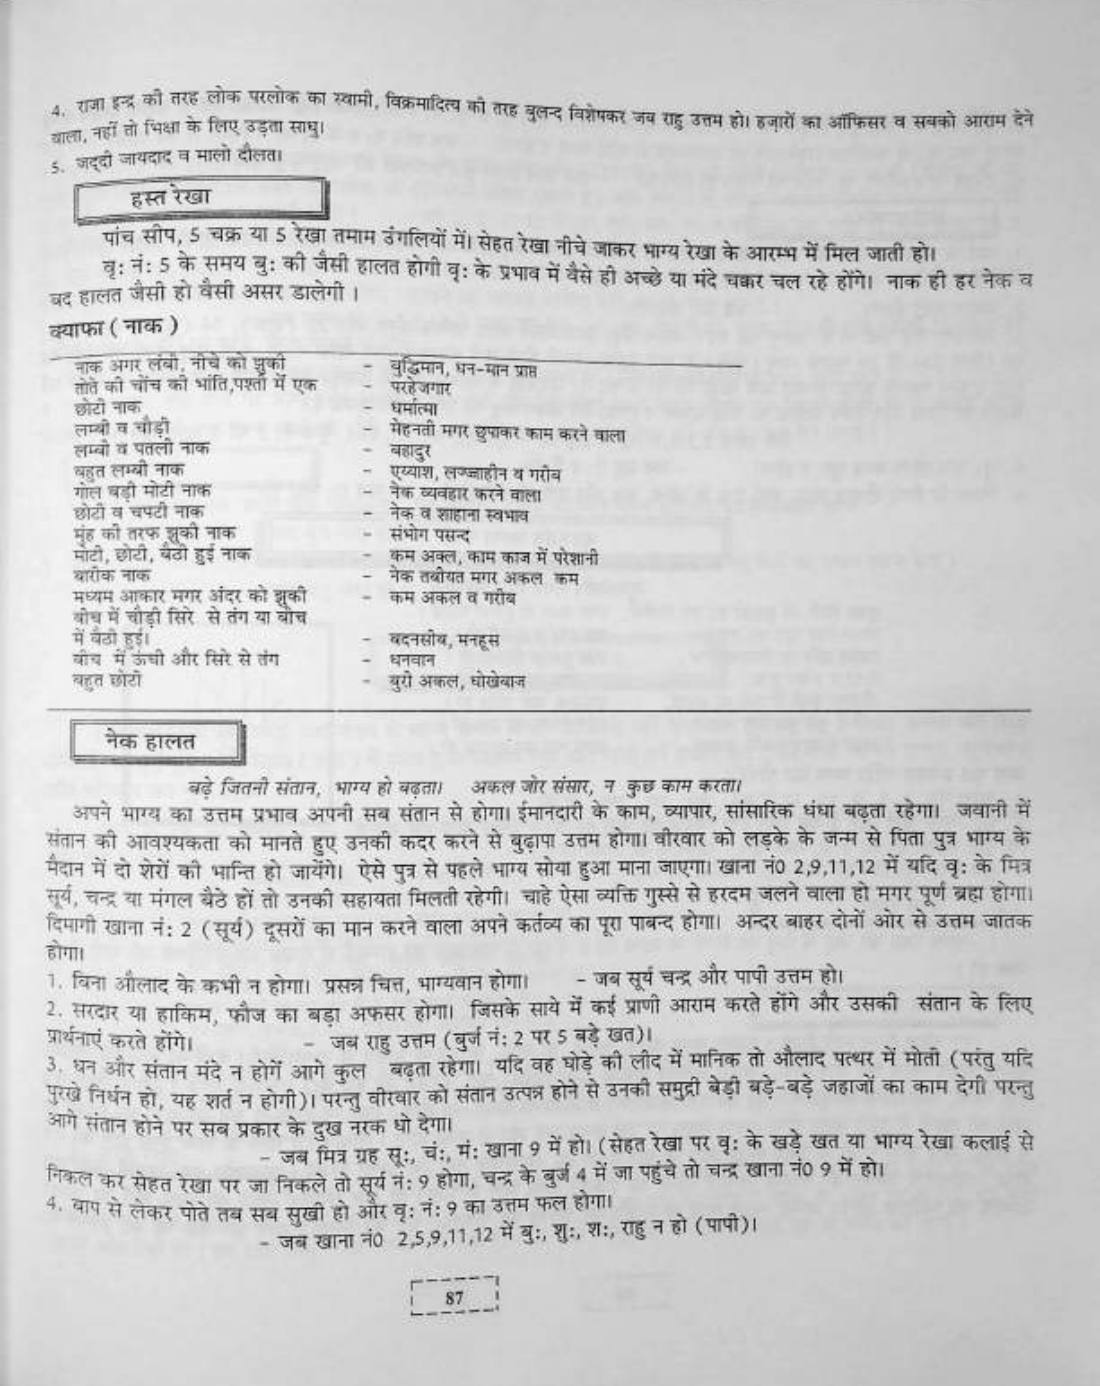 4. राजा इन्द्र की तरह लोक परलोक का स्वामी, विक्रमादित्य की तरह बुलन्द विशेषकर जब राहु उत्तम हो। हज़ारों का ऑफिसर व सबको आराम देने
वाला, नहीं तो भिक्षा के लिए उड़ता साधु।
5. जद्दी जायदाद व मालो दौलत।
हस्त रेखा
पांच सीप, 5 चक्र या 5 रेखा तमाम उंगलियों में। सेहत रेखा नीचे जाकर भाग्य रेखा के आरम्भ में मिल जाती हो।
वृ: नं: 5 के समय बु: की जैसी हालत होगी वृ: के प्रभाव में वैसे ही अच्छे या मंदे चक्कर चल रहे होंगे। नाक ही हर नेक व
बद हालत जैसी हो वैसी असर डालेगी ।
क्याफा ( नाक )
नाक अगर लंबी, नीचे को झुकी – बुद्धिमान, धन-मान प्राप्त
तोते की चोंच की भांति,पश्तो में एक – परहेजगार
छोटी नाक – धर्मात्मा
लम्बी व चौड़ी – मेहनती मगर छुपाकर काम करने वाला
लम्बी व पतली नाक – बहादुर
बहुत लम्बी नाक – एय्याश, लज्जाहीन व गरीब
गोल बड़ी मोटी नाक – नेक व्यवहार करने वाला
छोटी व चपटी नाक – नेक व शाहाना स्वभाव
मुंह की तरफ झुकी नाक – संभोग पसन्द
मोटी, छोटी, बैठी हुई नाक – कम अक्ल, काम काज में परेशानी
बारीक नाक – नेक तबीयत मगर अकल कम
मध्यम आकार मगर अंदर को झुकी – कम अकल व गरीब
बीच में चौड़ी सिरे से तंग या बीच
में बैठी हुई। – बदनसीब, मनहूस
बीच में ऊंची और सिरे से तंग – धनवान
बहुत छोटी – बुरी अकल, धोखेबाज
नेक हालत
बढ़े जितनी संतान, भाग्य हो बढ़ता। अकल जोर संसार, न कुछ काम करता।
अपने भाग्य का उत्तम प्रभाव अपनी सब संतान से होगा। ईमानदारी के काम, व्यापार, सांसारिक धंधा बढ़ता रहेगा। जवानी में
संतान की आवश्यकता को मानते हुए उनकी कदर करने से बुढ़ापा उत्तम होगा। वीरवार को लड़के के जन्म से पिता पुत्र भाग्य के
मैदान में दो शेरों की भान्ति हो जायेंगे। ऐसे पुत्र से पहले भाग्य सोया हुआ माना जाएगा। खाना नं0 2,9,11,12 में यदि वृ: के मित्र
सूर्य, चन्द्र या मंगल बैठे हों तो उनकी सहायता मिलती रहेगी। चाहे ऐसा व्यक्ति गुस्से से हरदम जलने वाला हो मगर पूर्ण ब्रह्म होगा।
दिमागी खाना नं: 2 (सूर्य) दूसरों का मान करने वाला अपने कर्तव्य का पूरा पाबन्द होगा। अन्दर बाहर दोनों ओर से उत्तम जातक
होगा।
1. बिना औलाद के कभी न होगा। प्रसन्न चित्त, भाग्यवान होगा। – जब सूर्य चन्द्र और पापी उत्तम हो।
2. सरदार या हाकिम, फौज का बड़ा अफसर होगा। जिसके साये में कई प्राणी आराम करते होंगे और उसकी संतान के लिए
प्रार्थनाएं करते होंगे। – जब राहु उत्तम (बुर्ज नं: 2 पर 5 बड़े खत)।
3. धन और संतान मंदे न होगें आगे कुल बढ़ता रहेगा। यदि वह घोड़े की लीद में मानिक तो औलाद पत्थर में मोती (परंतु यदि
पुरखे निर्धन हो, यह शर्त न होगी)। परन्तु वीरवार को संतान उत्पन्न होने से उनकी समुद्री बेड़ी बड़े-बड़े जहाजों का काम देगी परन्तु
आगे संतान होने पर सब प्रकार के दुख नरक धो देगा।
– जब मित्र ग्रह सू:, चं:, मं: खाना 9 में हो। (सेहत रेखा पर वृ: के खड़े खत या भाग्य रेखा कलाई से
निकल कर सेहत रेखा पर जा निकले तो सूर्य नं: 9 होगा, चन्द्र के बुर्ज 4 में जा पहुंचे तो चन्द्र खाना नं0 9 में हो।
4. बाप से लेकर पोते तब सब सुखी हो और वृ: नं: 9 का उत्तम फल होगा।
– जब खाना नं0 2,5,9,11,12 में बु:, शु:, श:, राहु न हो (पापी)।
87